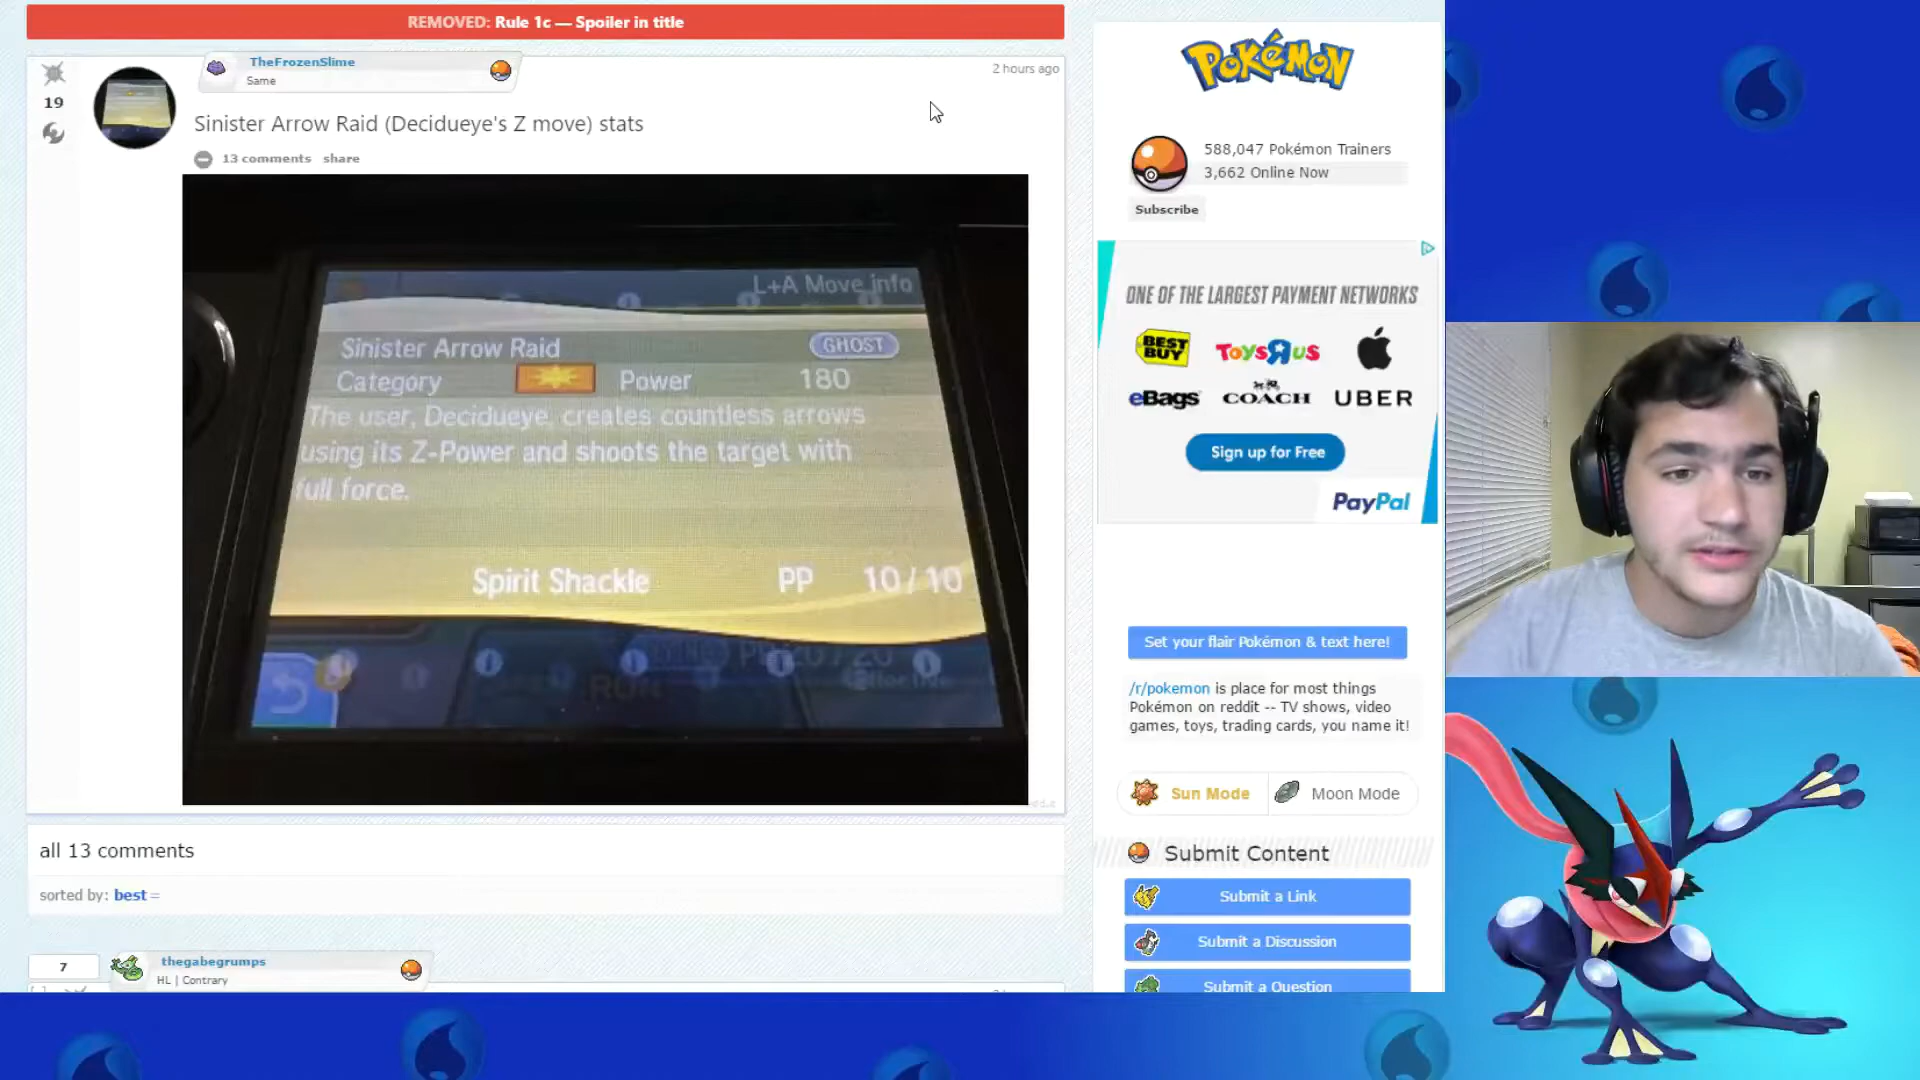 REMOVED: Rule 1c — Spoiler in title
TheFrozenSlime
Same
2 hours ago
19
Sinister Arrow Raid (Decidueye's Z move) stats
13 comments share
L+A Move info
Sinister Arrow Raid
GHOST
Category
Power
180
The user, Decidueye, creates countless arrows
using its Z-Power and shoots the target with
full force.
Spirit Shackle
PP
10/10
RUN
all 13 comments
sorted by: best
7
thegabegrumps
HL | Contrary
Pokémon
588,047 Pokémon Trainers
3,662 Online Now
Subscribe
ONE OF THE LARGEST PAYMENT NETWORKS
BEST BUY
TOYSRUS
eBags
COACH
UBER
Sign up for Free
PayPal
Set your flair Pokémon & text here!
/r/pokemon is place for most things
Pokémon on reddit -- TV shows, video
games, toys, trading cards, you name it!
Sun Mode
Moon Mode
Submit Content
Submit a Link
Submit a Discussion
Submit a Question